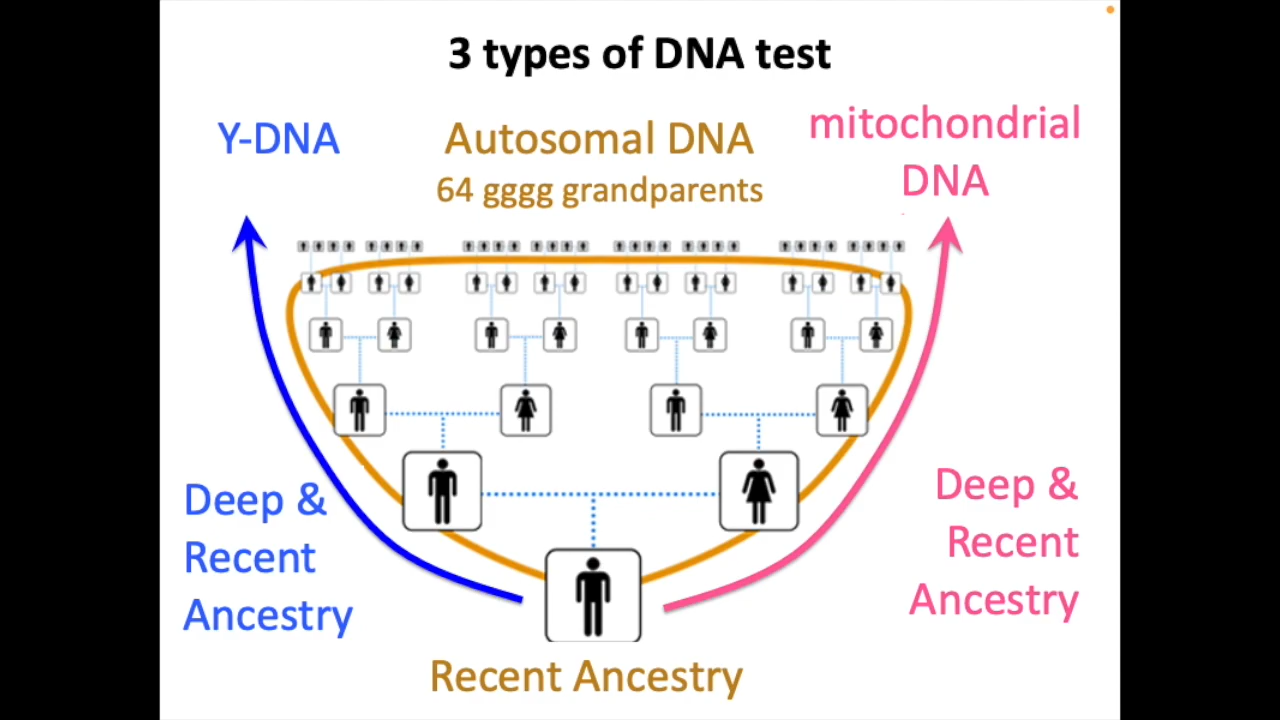 3 types of DNA test
Y-DNA
Autosomal DNA
64 gggg grandparents
mitochondrial
DNA
Deep &
Recent
Ancestry
Deep &
Recent
Ancestry
Recent Ancestry